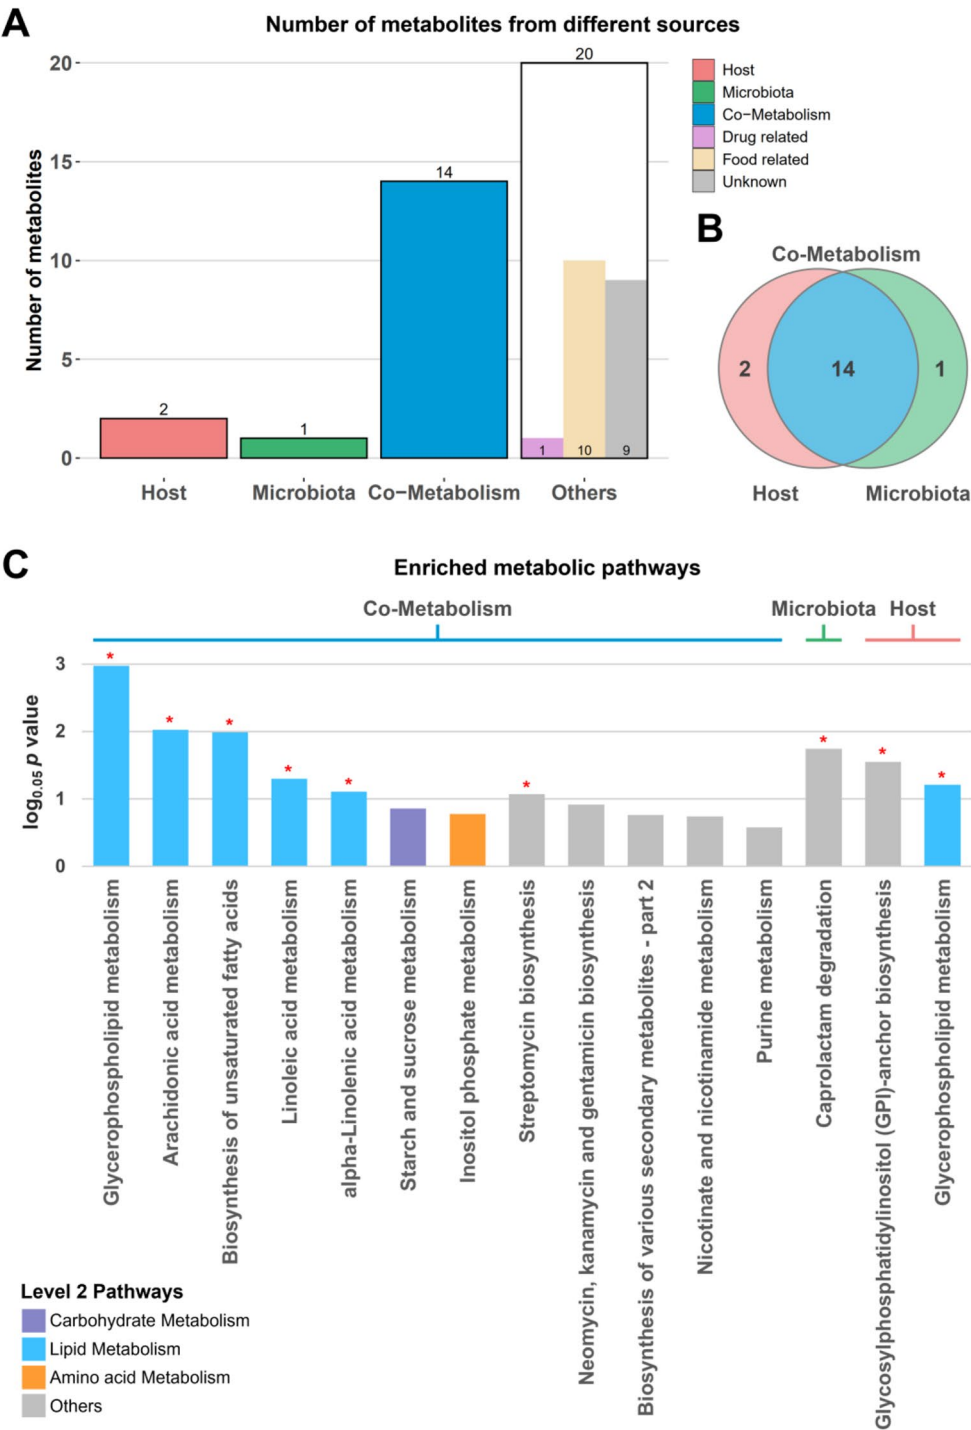 A
Number of metabolites from different sources
Number of metabolites
20
15
10
5
0
2
1
14
20
1
10
9
Host
Microbiota
Co−Metabolism
Others
Host
Microbiota
Co−Metabolism
Drug related
Food related
Unknown
B
Co-Metabolism
2
14
1
Host
Microbiota
C
Enriched metabolic pathways
Co-Metabolism
Microbiota
Host
log0.05 p value
3
2
1
0
*
*
*
*
*
*
*
*
*
Glycerophospholipid metabolism
Arachidonic acid metabolism
Biosynthesis of unsaturated fatty acids
Linoleic acid metabolism
alpha-Linolenic acid metabolism
Starch and sucrose metabolism
Inositol phosphate metabolism
Streptomycin biosynthesis
Neomycin, kanamycin and gentamicin biosynthesis
Biosynthesis of various secondary metabolites - part 2
Nicotinate and nicotinamide metabolism
Purine metabolism
Caprolactam degradation
Glycosylphosphatidylinositol (GPI)-anchor biosynthesis
Glycerophospholipid metabolism
Level 2 Pathways
Carbohydrate Metabolism
Lipid Metabolism
Amino acid Metabolism
Others